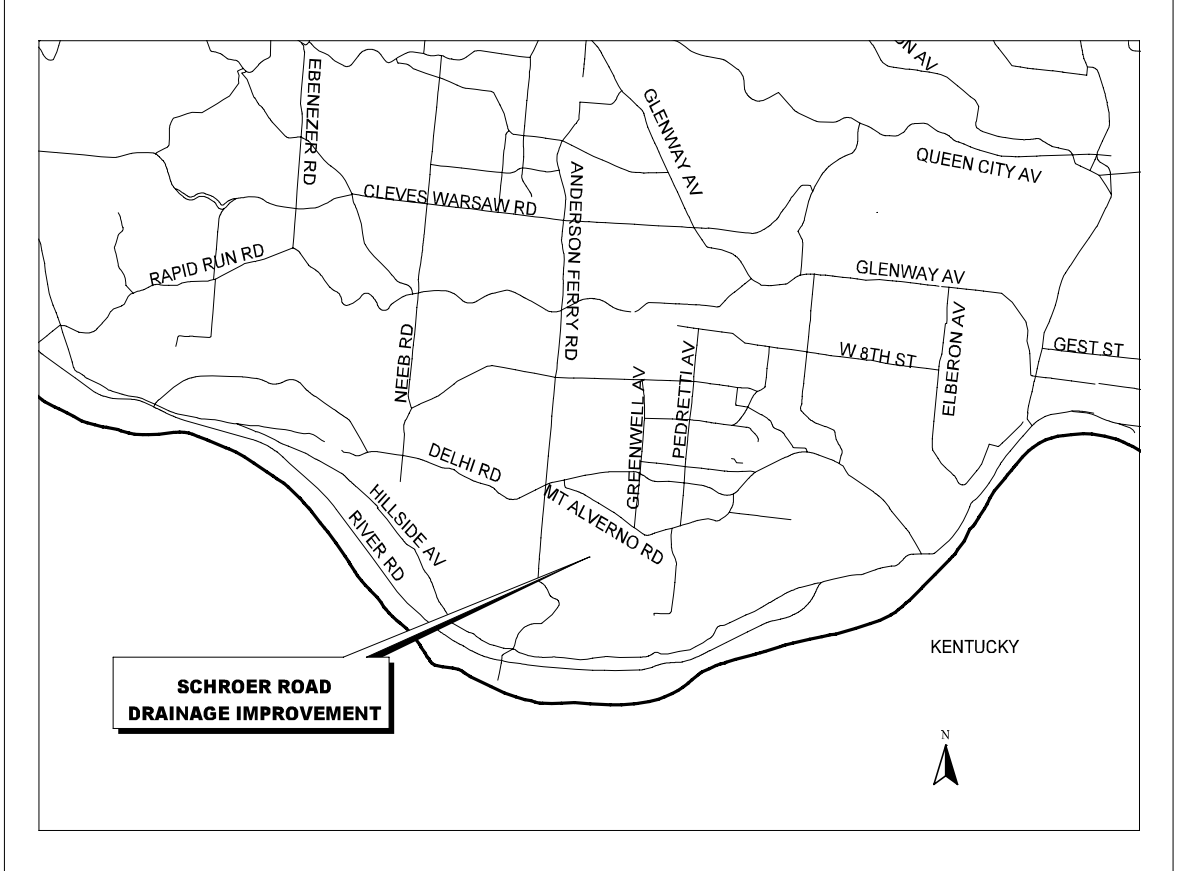 ON AV
EBENEZER RD
GLENWAY AV
QUEEN CITY AV
CLEVES WARSAW RD
ANDERSON FERRY RD
RAPID RUN RD
GLENWAY AV
ELBERON AV
NEEB RD
W 8TH ST
GEST ST
PEDRETTI AV
GREENWELL AV
DELHI RD
MT ALVERNO RD
HILLSIDE AV
RIVER RD
KENTUCKY
SCHROER ROAD
DRAINAGE IMPROVEMENT
N